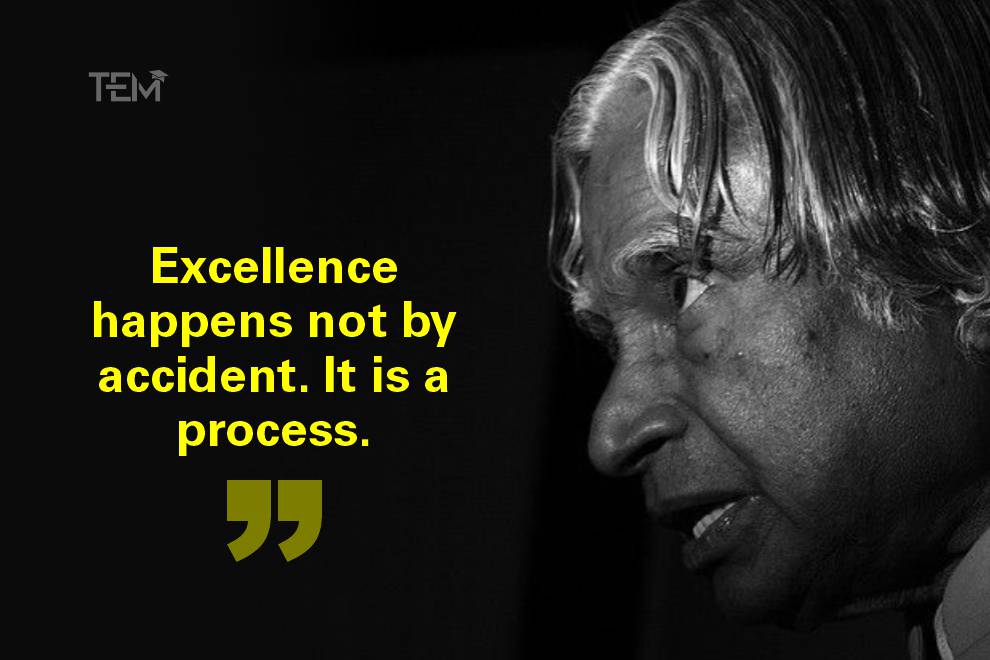 TEM
Excellence
happens not by
accident. It is a
process.
”